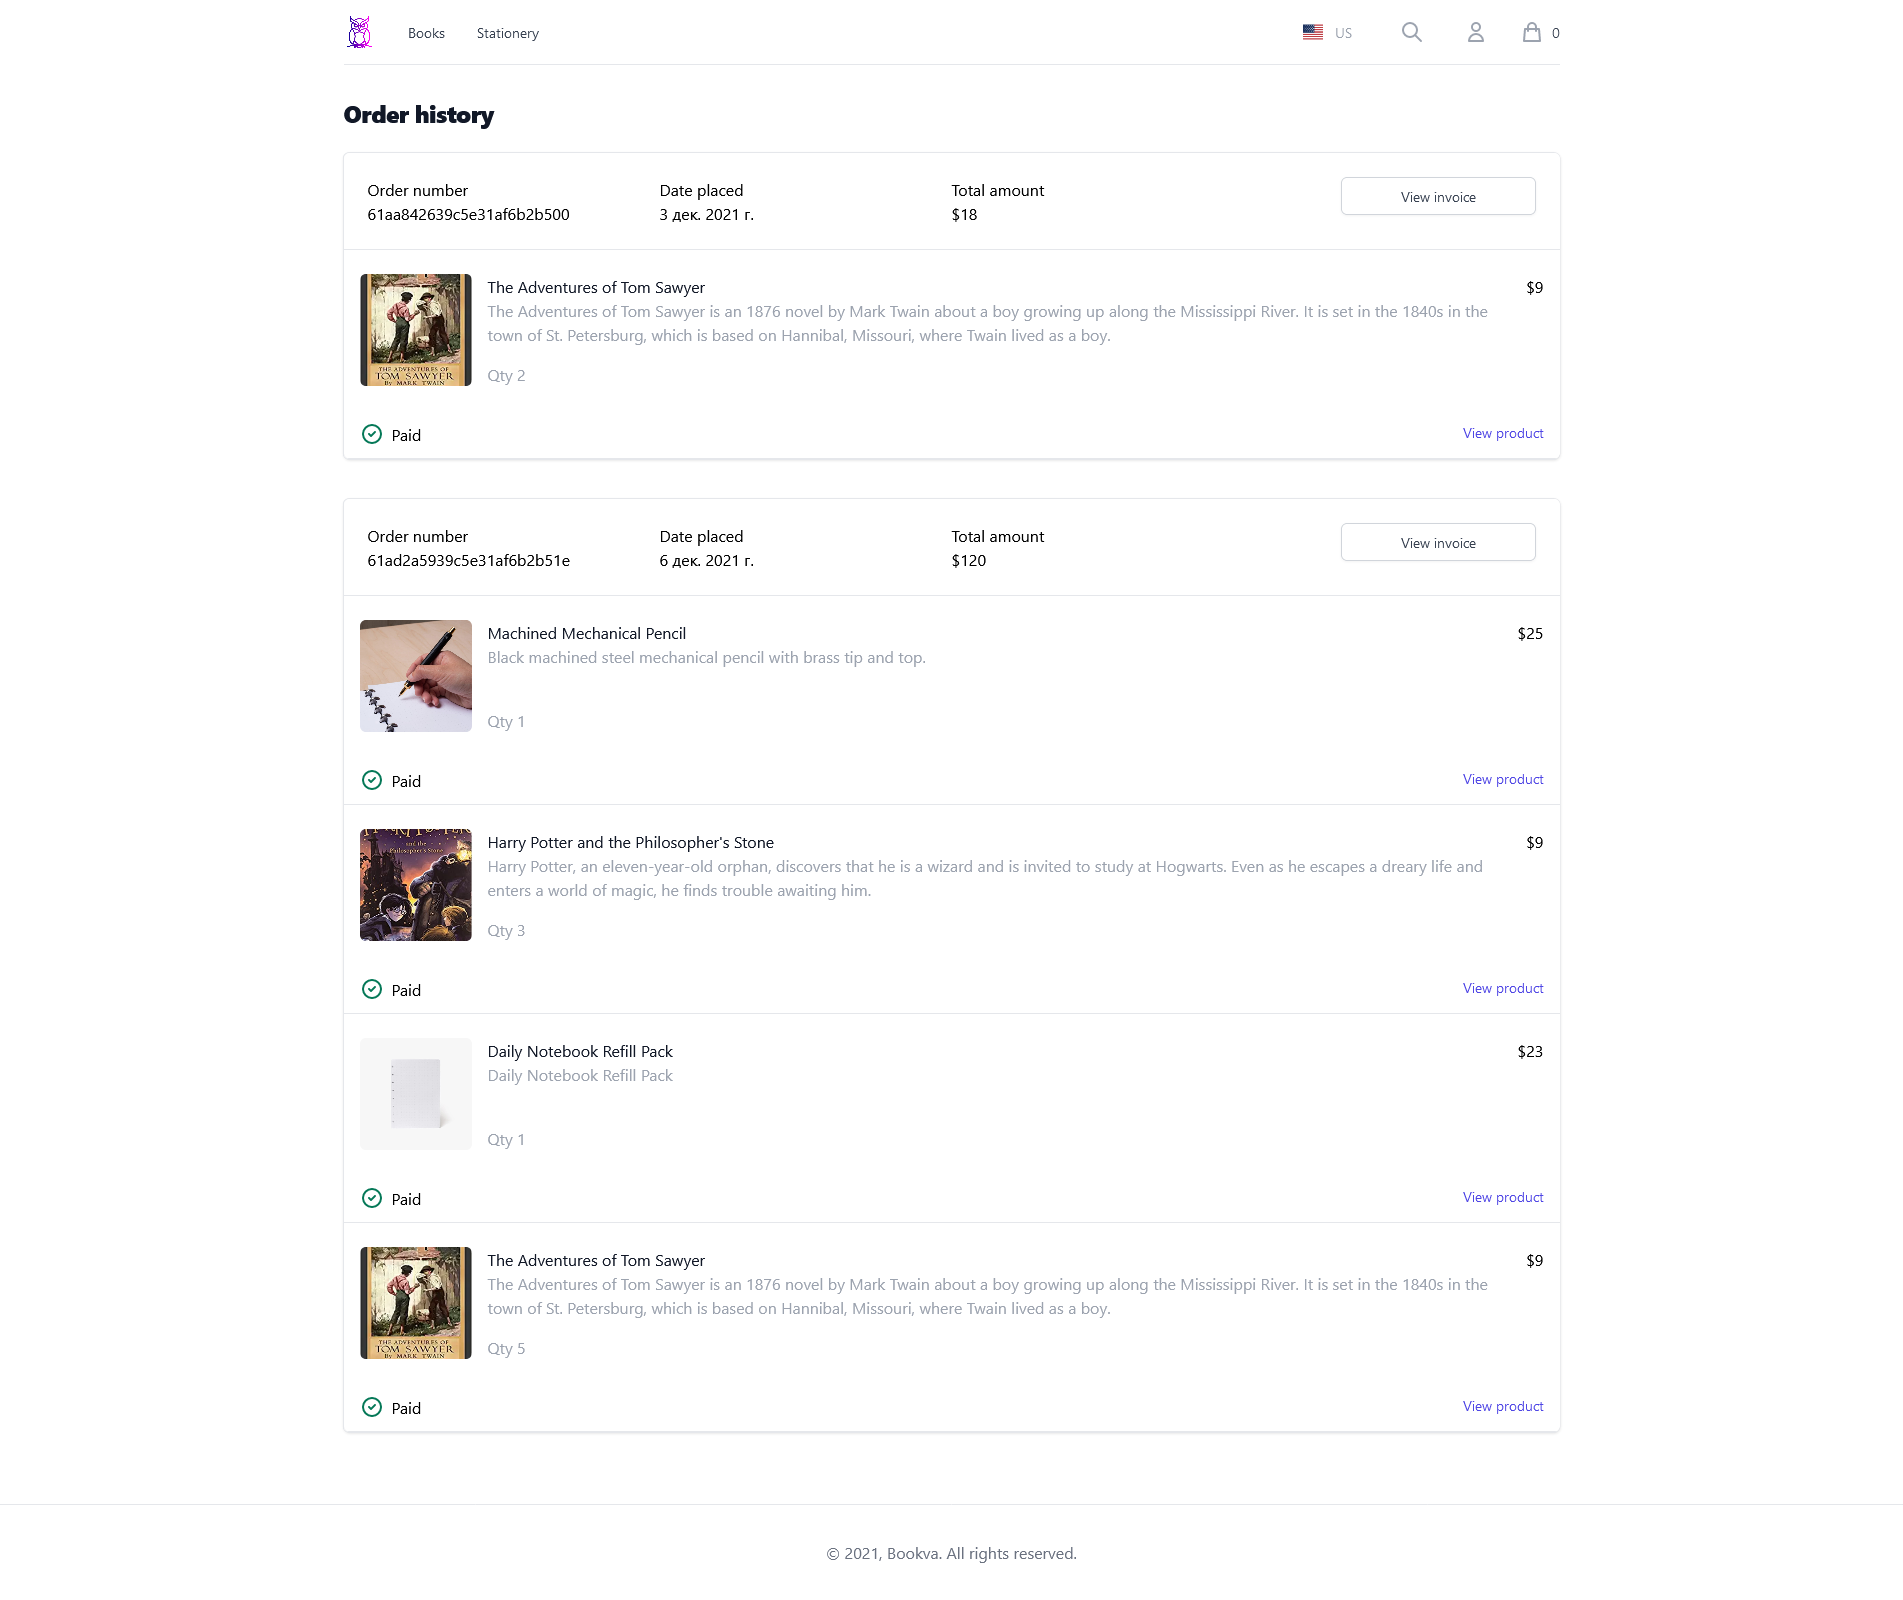 Books Stationery US 0
Order history
Order number Date placed Total amount View invoice
61aa842639c5e31af6b2b500 3 дек. 2021 г. $18
The Adventures of Tom Sawyer $9
The Adventures of Tom Sawyer is an 1876 novel by Mark Twain about a boy growing up along the Mississippi River. It is set in the 1840s in the
town of St. Petersburg, which is based on Hannibal, Missouri, where Twain lived as a boy.
THE ADVENTURES OF
TOM SAWYER
BY MARK TWAIN
Qty 2
Paid View product
Order number Date placed Total amount View invoice
61ad2a5939c5e31af6b2b51e 6 дек. 2021 г. $120
Machined Mechanical Pencil $25
Black machined steel mechanical pencil with brass tip and top.
Qty 1
Paid View product
and the
Philosopher's Stone
Harry Potter and the Philosopher's Stone $9
Harry Potter, an eleven-year-old orphan, discovers that he is a wizard and is invited to study at Hogwarts. Even as he escapes a dreary life and
enters a world of magic, he finds trouble awaiting him.
Qty 3
Paid View product
Daily Notebook Refill Pack $23
Daily Notebook Refill Pack
Qty 1
Paid View product
The Adventures of Tom Sawyer $9
The Adventures of Tom Sawyer is an 1876 novel by Mark Twain about a boy growing up along the Mississippi River. It is set in the 1840s in the
town of St. Petersburg, which is based on Hannibal, Missouri, where Twain lived as a boy.
THE ADVENTURES OF
TOM SAWYER
BY MARK TWAIN
Qty 5
Paid View product
© 2021, Bookva. All rights reserved.